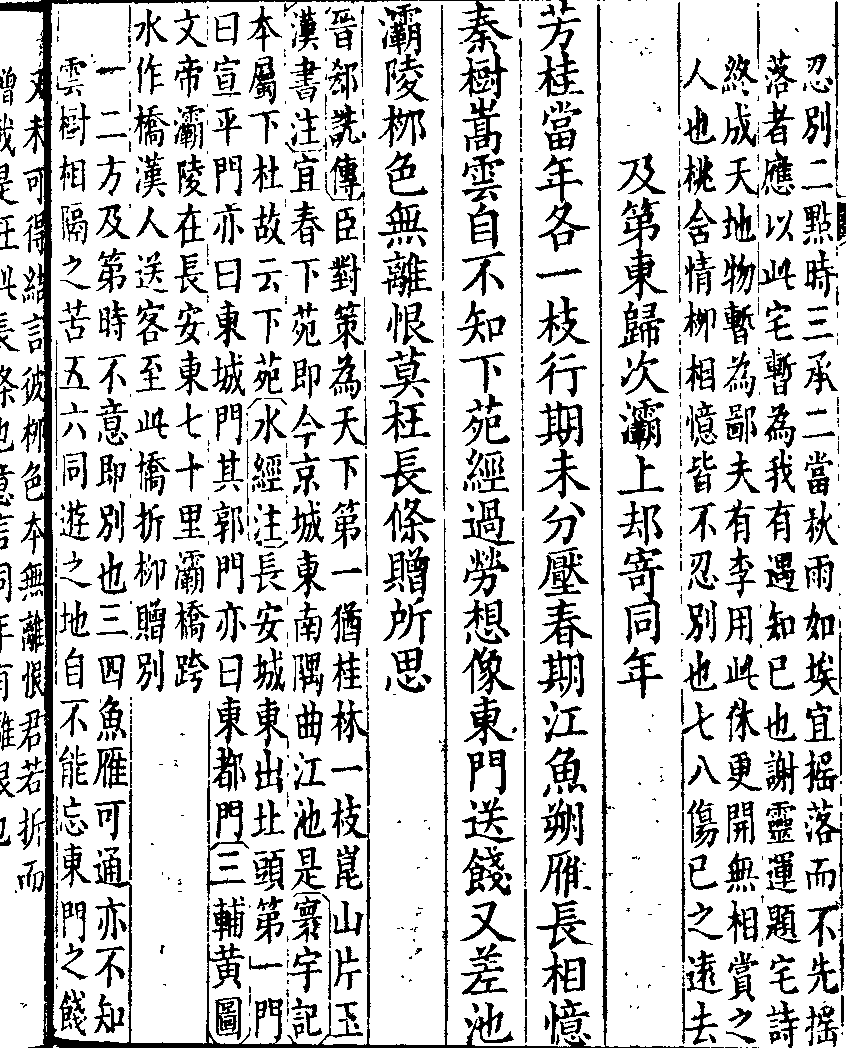 忍別二點時三承二當秋雨如埃宜搖落而不先搖
落者應以此宅暫為我有遇知已也謝靈運題宅詩
終成天地物暫為鄙夫有李用此休更開無相賞之
人也桃含情栁相憶皆不忍別也七八傷已之遠去
及第東歸次灞上却寄同年
芳桂當年各一枝行期未分壓春期江魚朔雁長相憶
秦樹嵩雲自不知下苑經過勞想像東門送餞又差池
灞陵栁色無離恨莫枉長條贈所思
晉郤詵傳臣對策為天下第一猶桂林一枝崑山片玉
漢書注宜春下苑即今京城東南隅曲江池是寰宇記
本屬下杜故云下苑水經注長安城東出北頭第一門
曰宣平門亦曰東城門其郭門亦曰東都門三輔黃圖
文帝灞陵在長安東七十里灞橋跨
水作橋漢人送客至此橋折栁贈別
一二方及第時不意即別也三四魚雁可通亦不知
雲樹相隔之苦五六同遊之地自不能忘東門之餞
又未可得結言彼栁色本無離恨君若折而
贈我是枉此長條也意言同年有離恨也